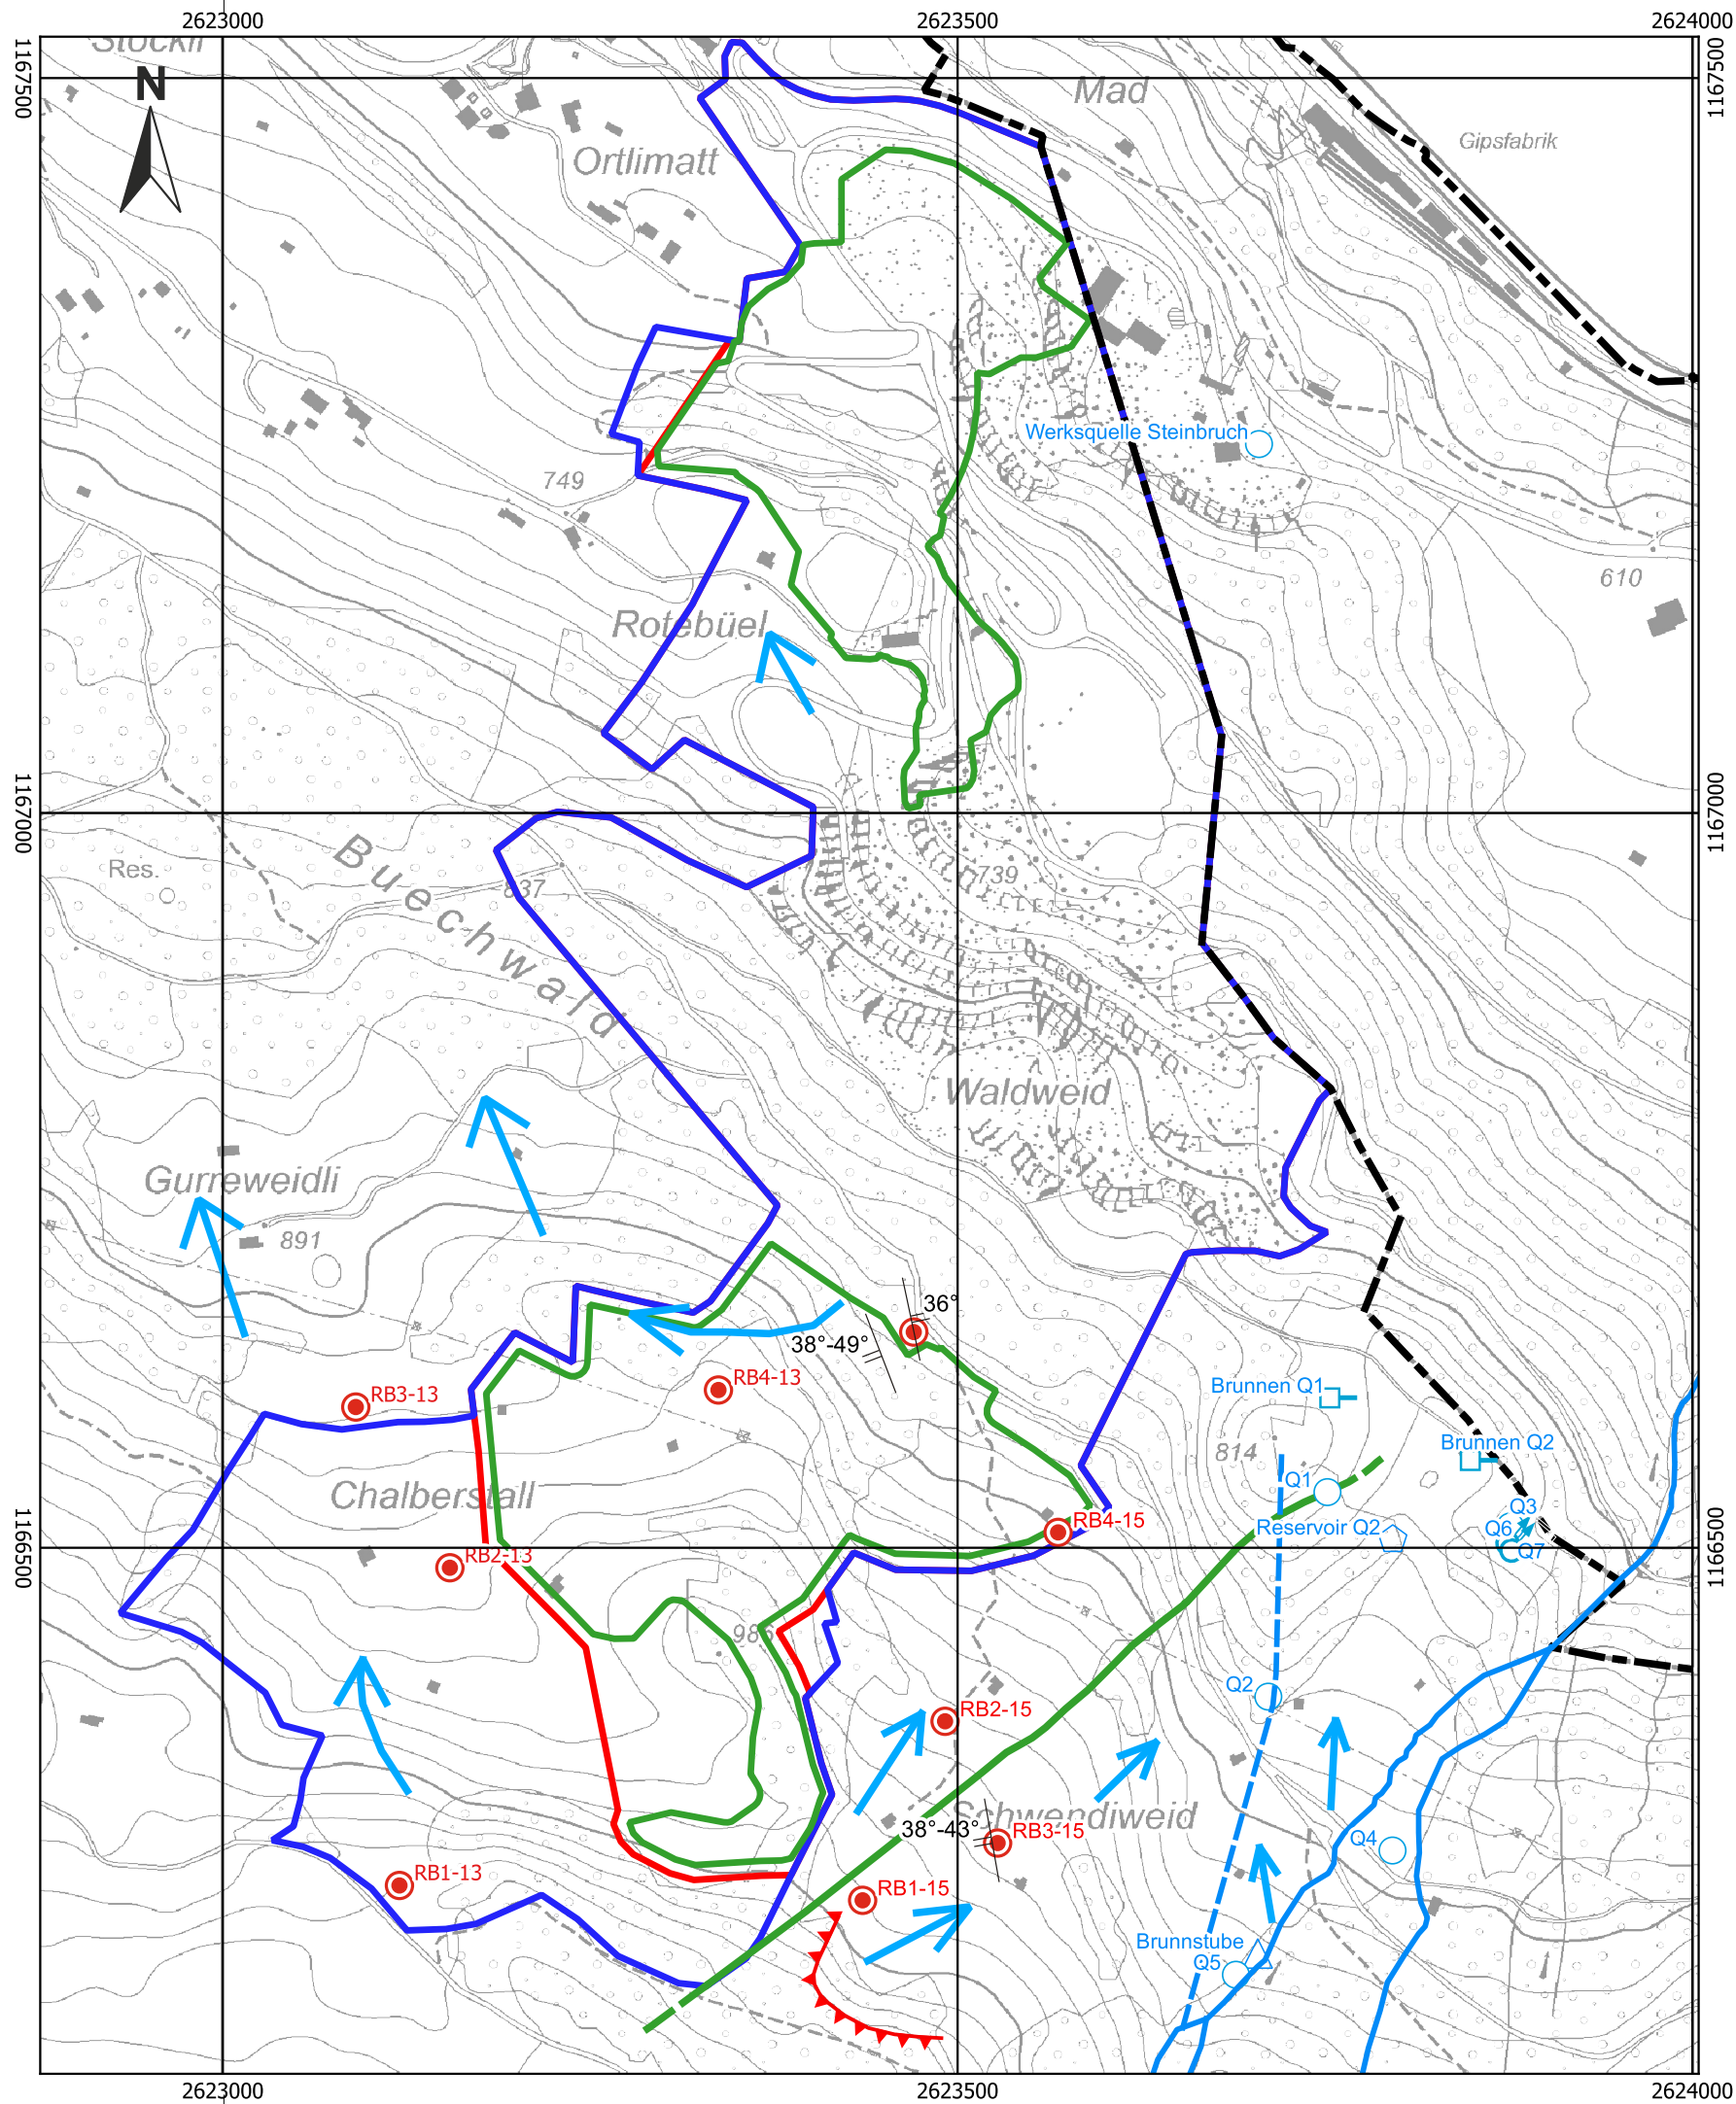 2623000
2623500
2624000
1167500
1167500
Stöckli
N
Mad
Gipsfabrik
Ortlimatt
Werksquelle Steinbruch
749
610
Rotebüel
1167000
1167000
Res.
837
739
Buechwald
Waldweid
Gurreweidli
891
36°
38°-49°
RB3-13
RB4-13
Brunnen Q1
814
Brunnen Q2
Chalberstall
Q1
Q3
RB4-15
Reservoir Q2
Q6
Q7
1166500
1166500
RB2-13
986
Q2
RB2-15
Schwendiweid
38°-43°
RB3-15
Q4
RB1-13
RB1-15
Brunnstube
Q5
2623000
2623500
2624000